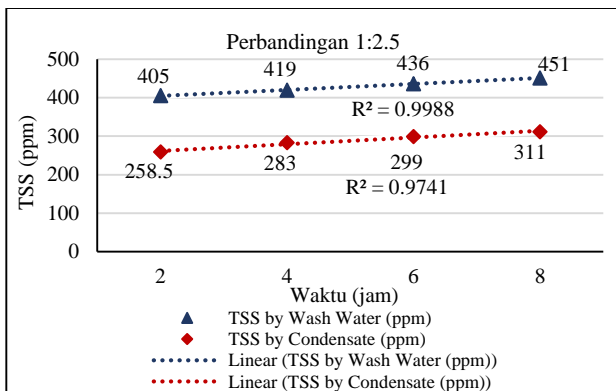 Perbandingan 1:2.5
500
400
300
200
100
0
TSS (ppm)
405
419
436
451
R² = 0.9988
258.5
283
299
311
R² = 0.9741
2
4
6
8
Waktu (jam)
TSS by Wash Water (ppm)
TSS by Condensate (ppm)
Linear (TSS by Wash Water (ppm))
Linear (TSS by Condensate (ppm))